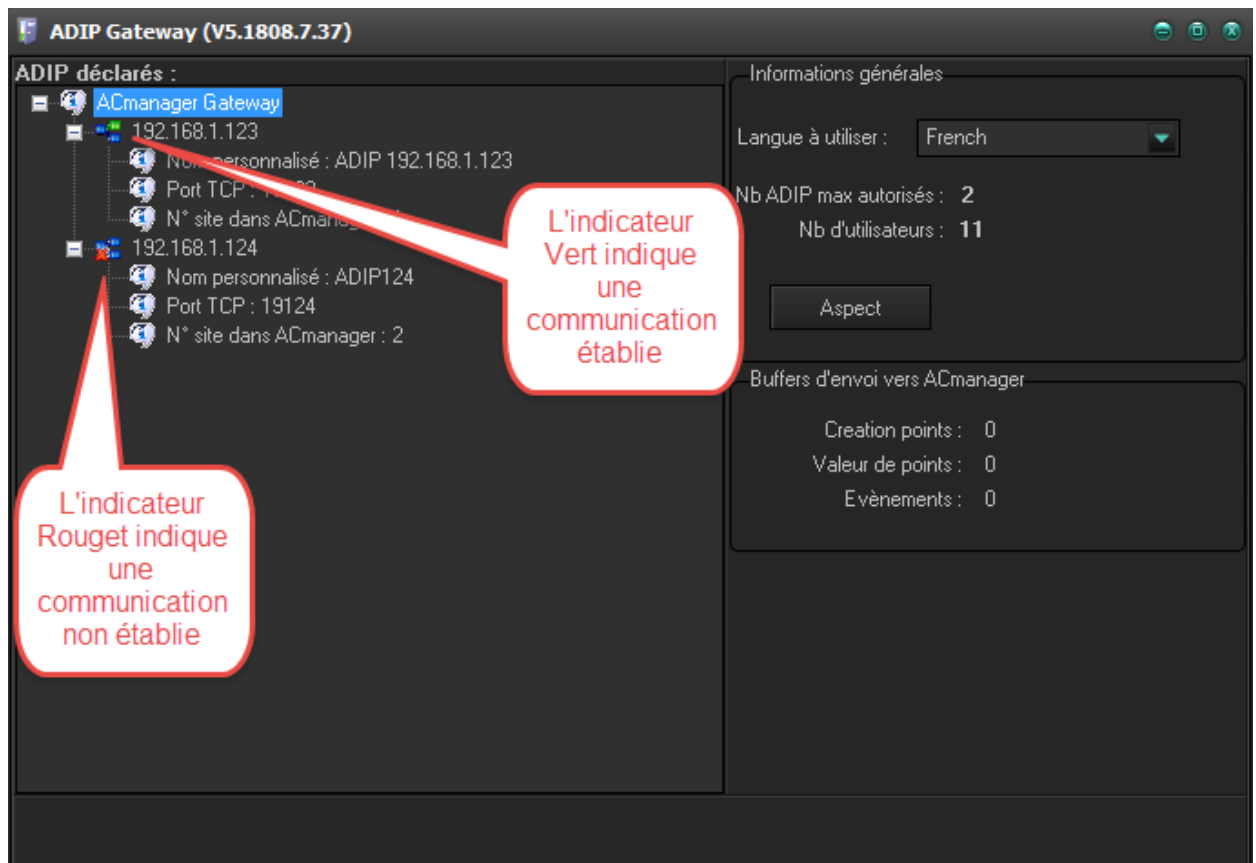 ADIP Gateway (V5.1808.7.37)
ADIP déclarés :
ACmanager Gateway
192.168.1.123
Nom personnalisé : ADIP 192.168.1.123
Port TCP :
N° site dans ACmanager
192.168.1.124
Nom personnalisé : ADIP124
Port TCP : 19124
N° site dans ACmanager : 2
L'indicateur
Vert indique
une
communication
établie
L'indicateur
Rouget indique
une
communication
non établie
Informations générales
Langue à utiliser : French
Nb ADIP max autorisés : 2
Nb d'utilisateurs : 11
Aspect
Buffers d'envoi vers ACmanager
Creation points : 0
Valeur de points : 0
Evènements : 0